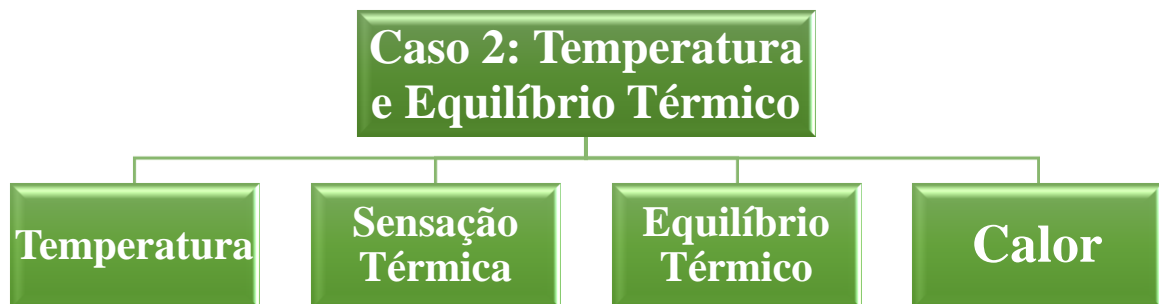 Caso 2: Temperatura
e Equilíbrio Térmico
Temperatura
Sensação
Térmica
Equilíbrio
Térmico
Calor